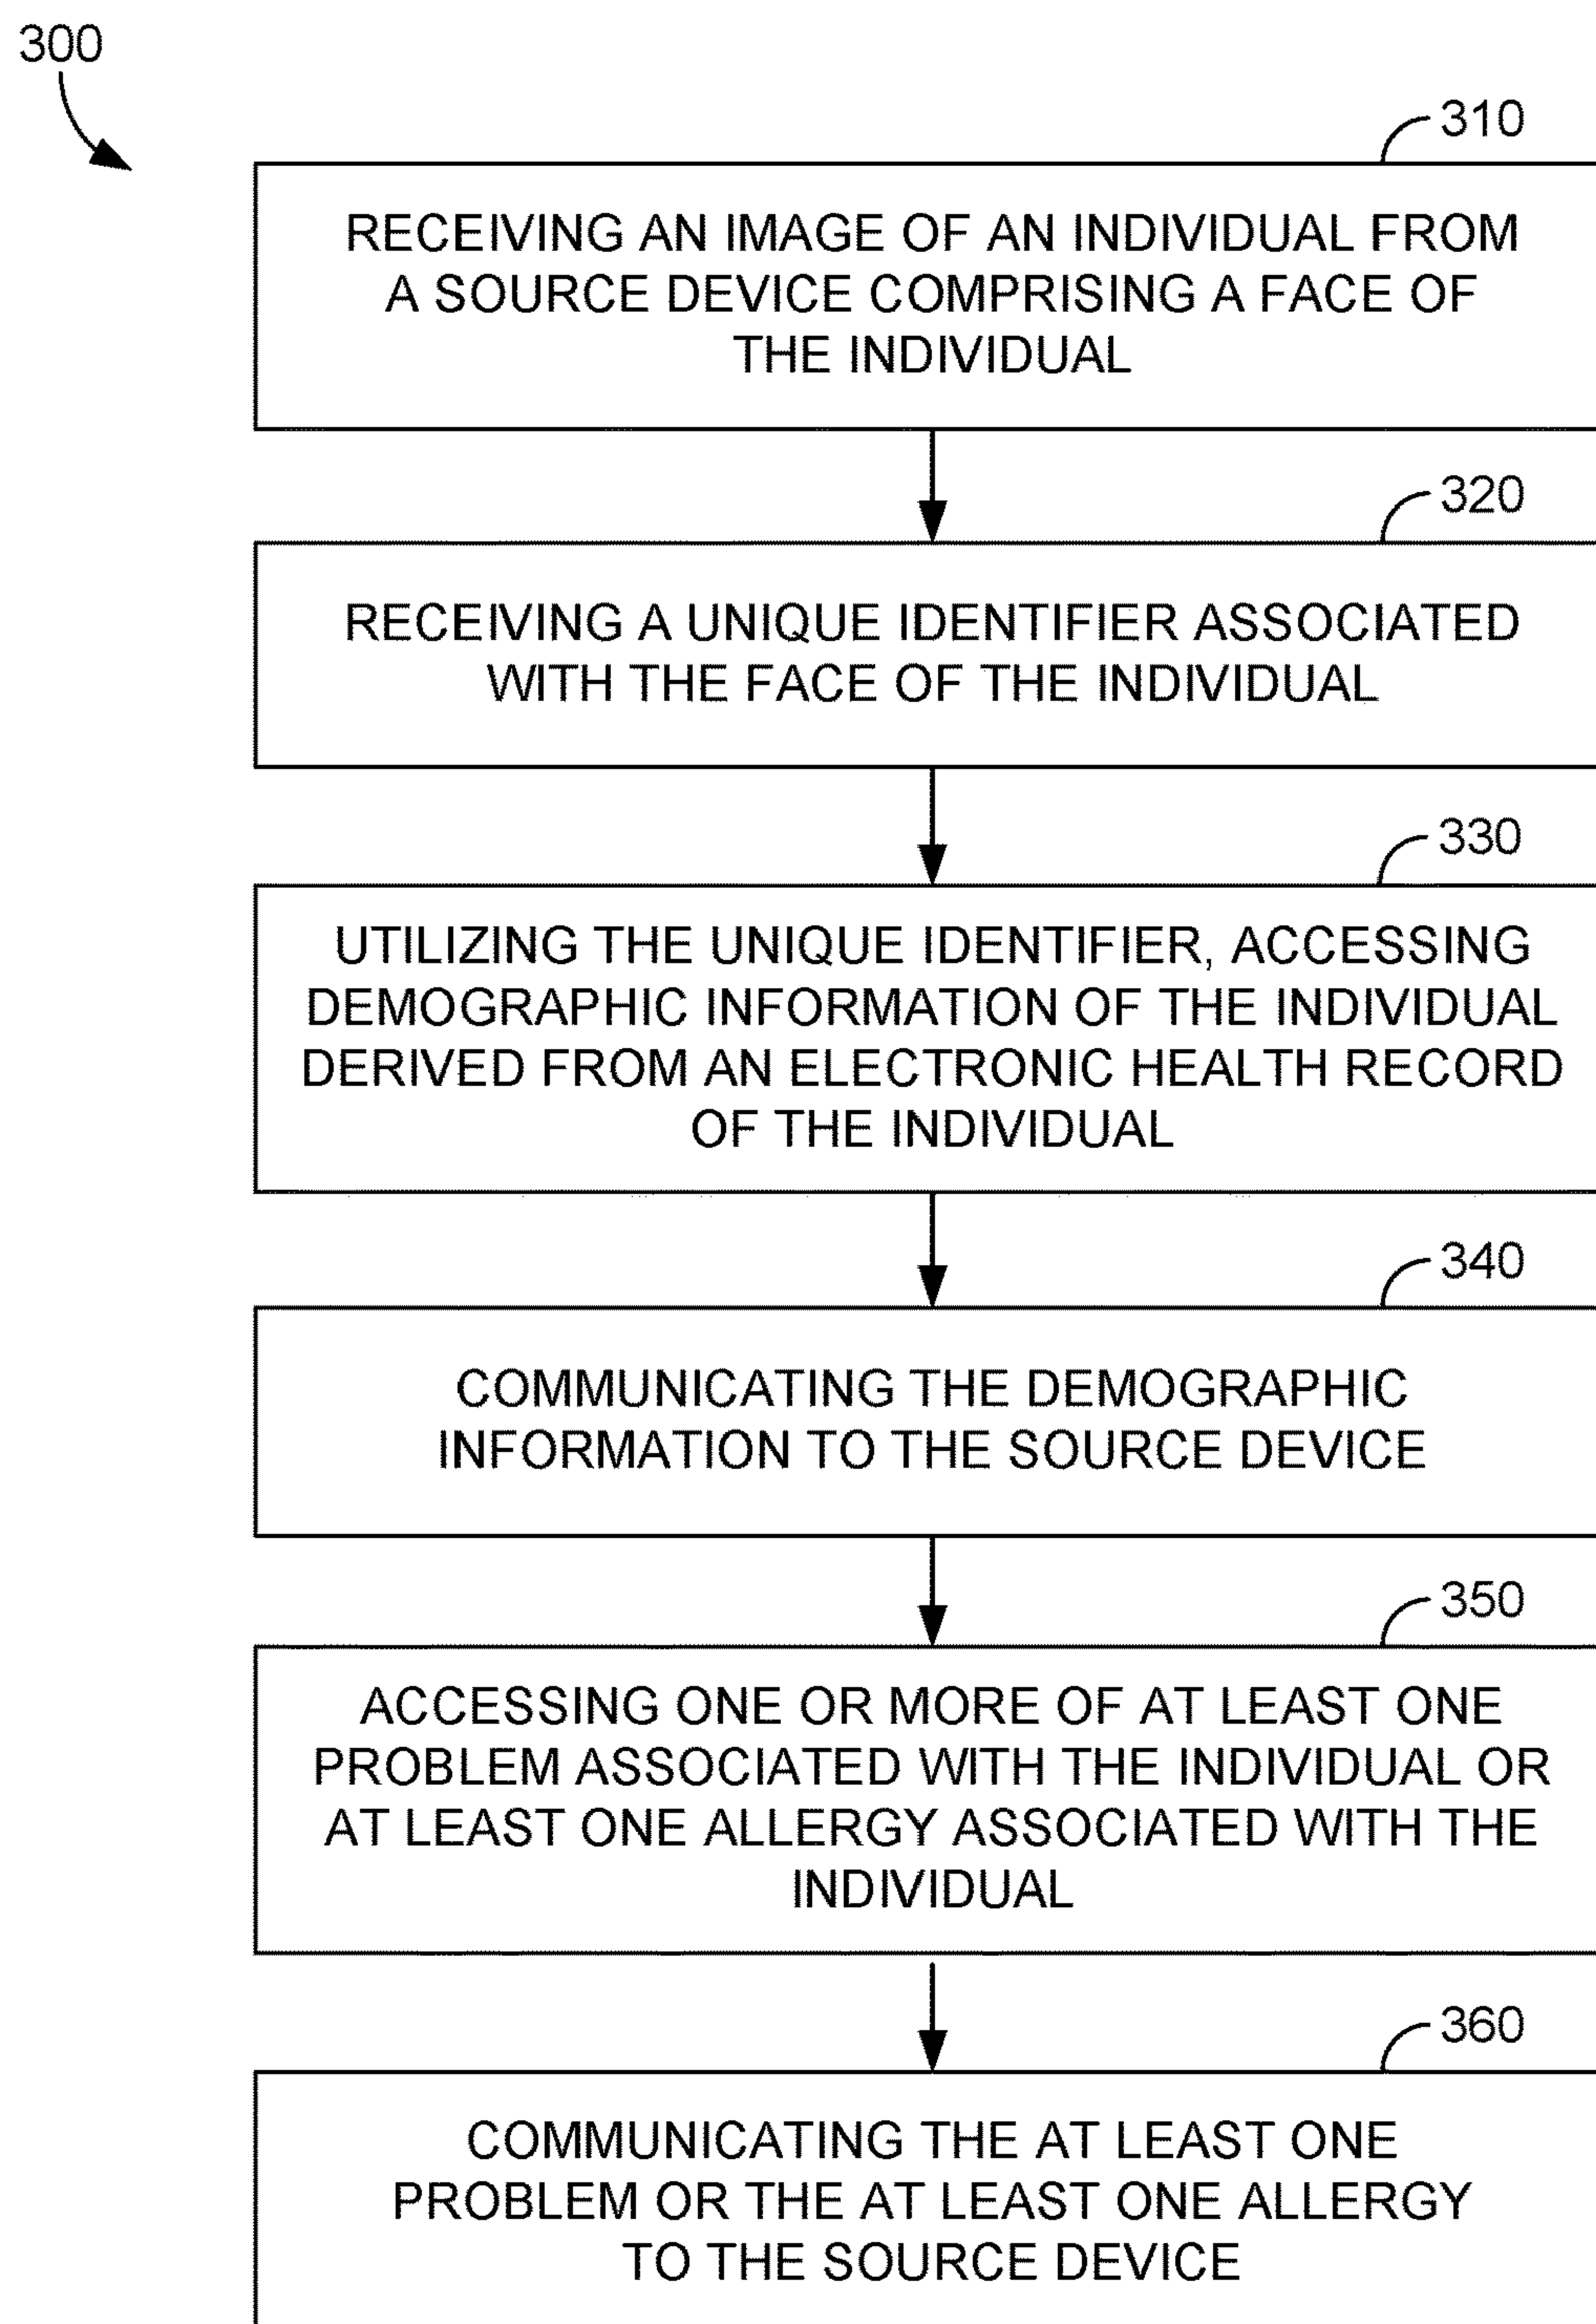 300
310
RECEIVING AN IMAGE OF AN INDIVIDUAL FROM
A SOURCE DEVICE COMPRISING A FACE OF
THE INDIVIDUAL
320
RECEIVING A UNIQUE IDENTIFIER ASSOCIATED
WITH THE FACE OF THE INDIVIDUAL
330
UTILIZING THE UNIQUE IDENTIFIER, ACCESSING
DEMOGRAPHIC INFORMATION OF THE INDIVIDUAL
DERIVED FROM AN ELECTRONIC HEALTH RECORD
OF THE INDIVIDUAL
340
COMMUNICATING THE DEMOGRAPHIC
INFORMATION TO THE SOURCE DEVICE
350
ACCESSING ONE OR MORE OF AT LEAST ONE
PROBLEM ASSOCIATED WITH THE INDIVIDUAL OR
AT LEAST ONE ALLERGY ASSOCIATED WITH THE
INDIVIDUAL
360
COMMUNICATING THE AT LEAST ONE
PROBLEM OR THE AT LEAST ONE ALLERGY
TO THE SOURCE DEVICE